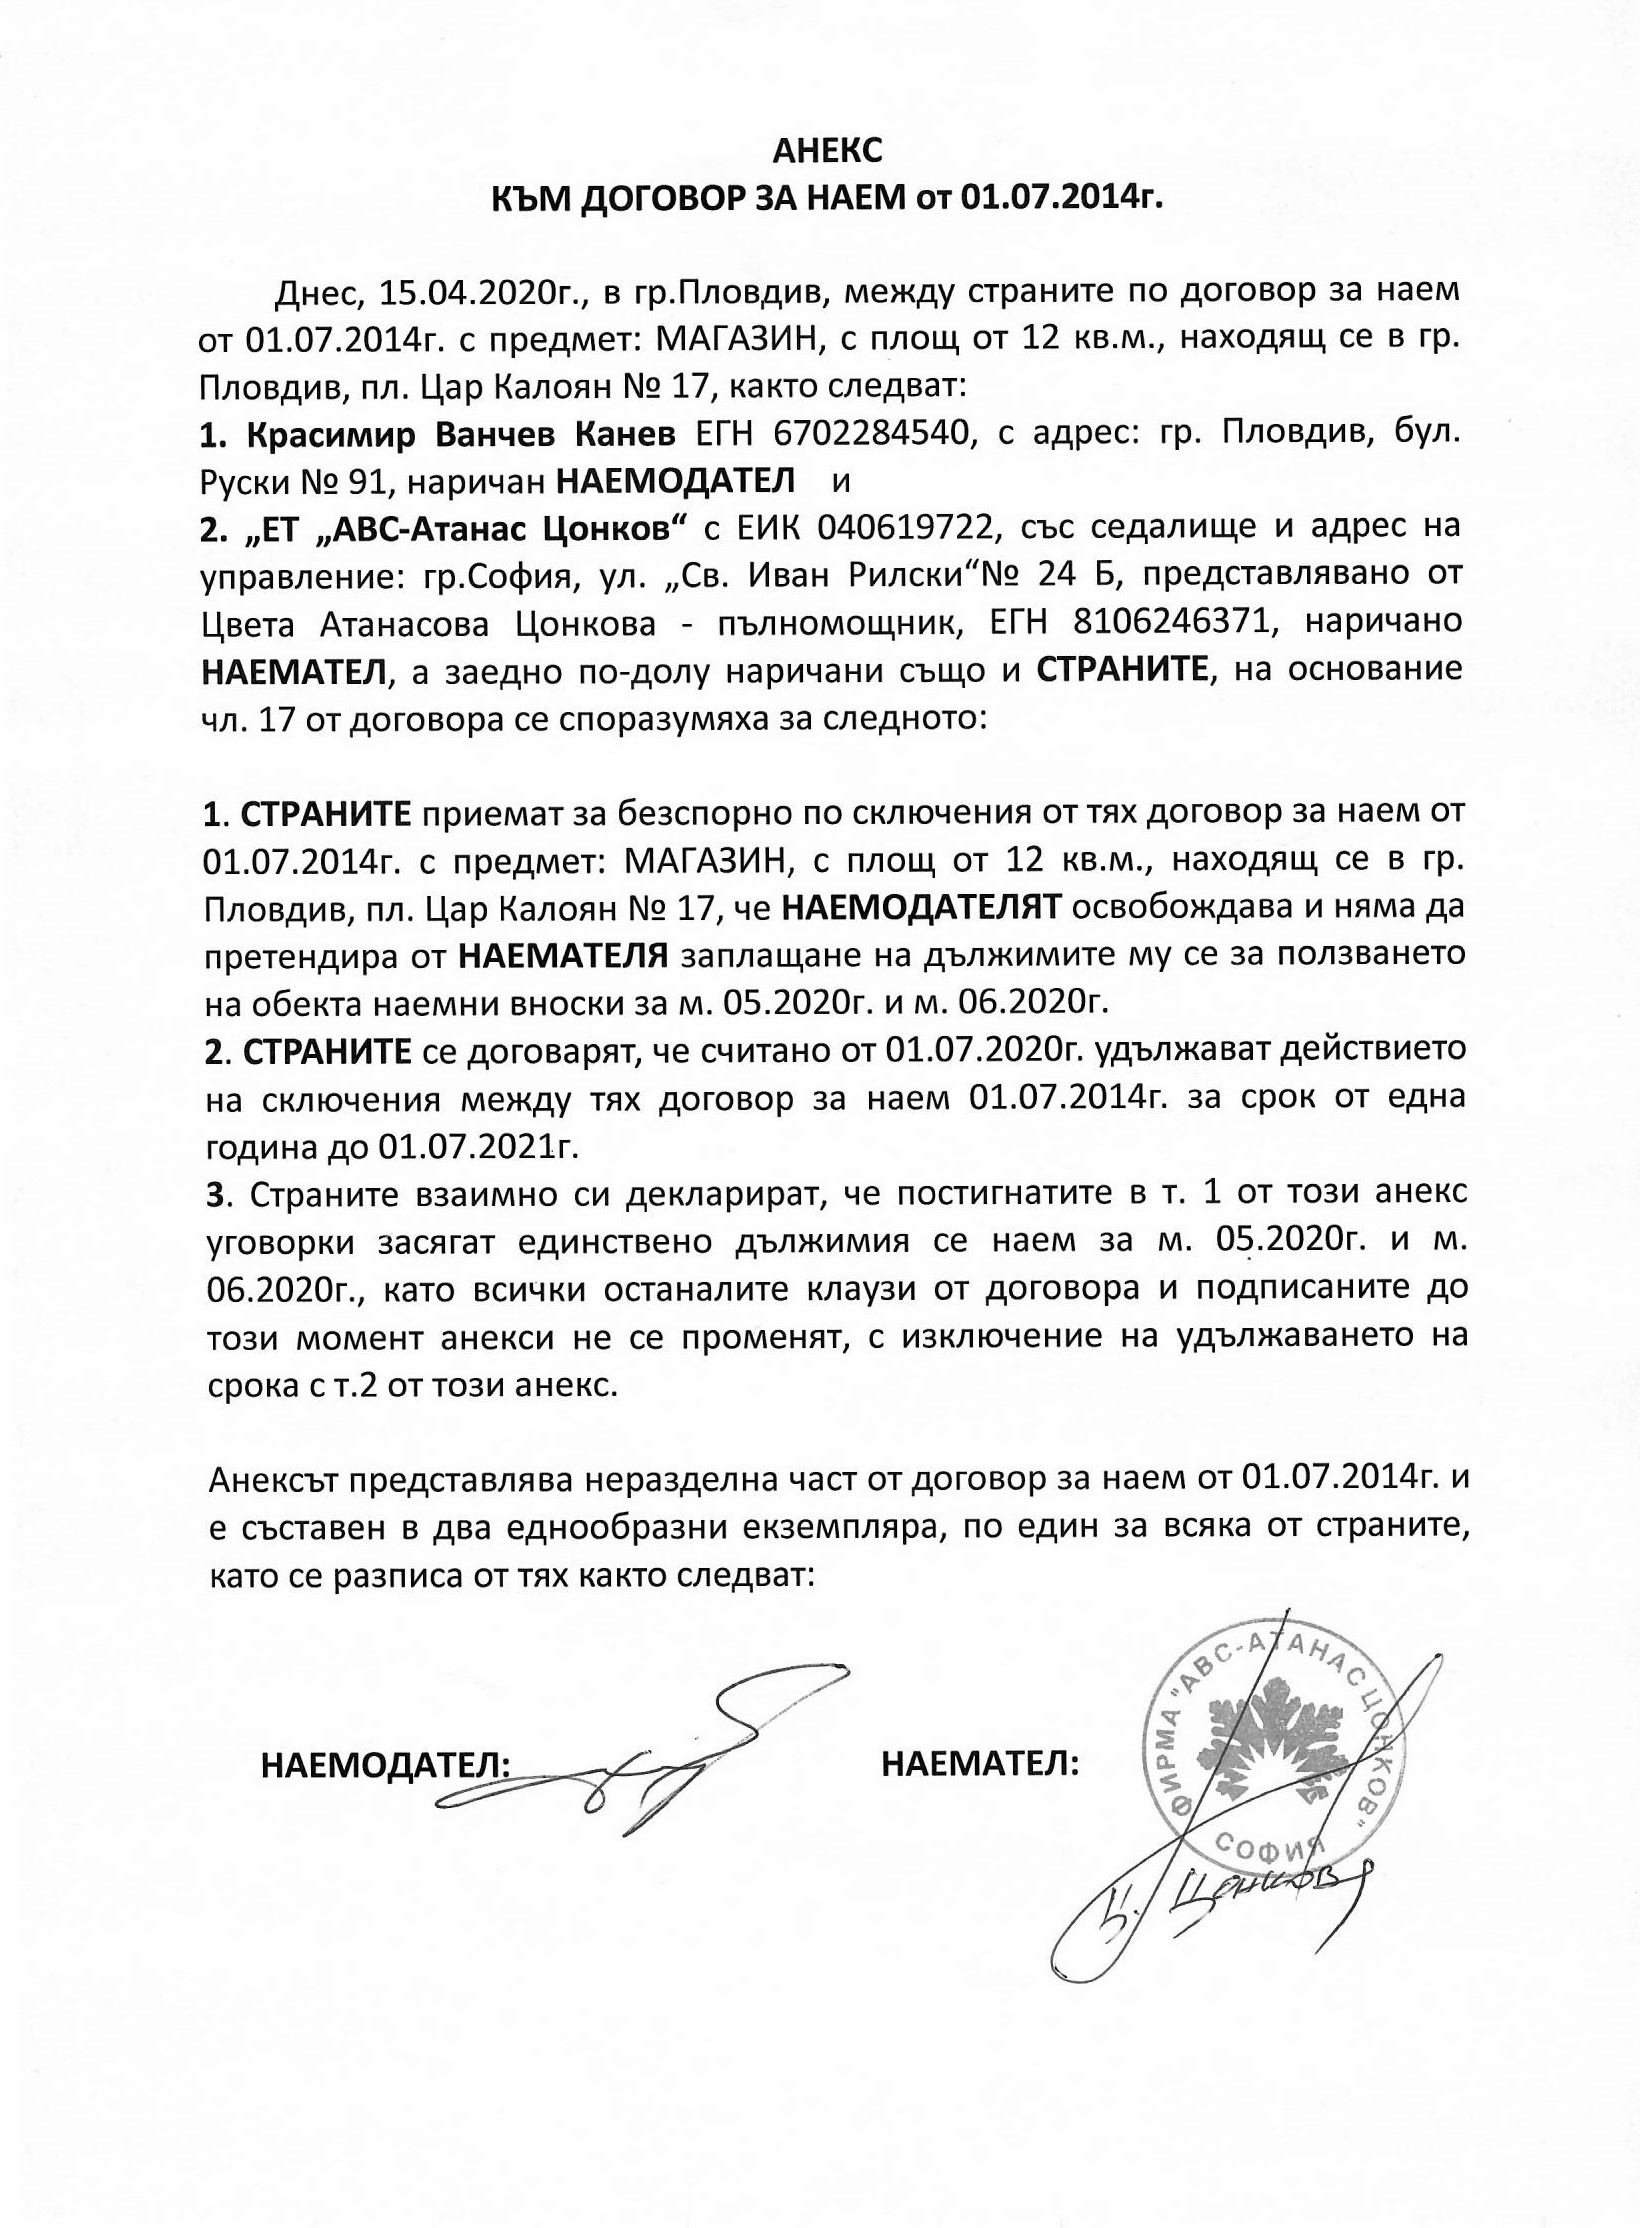 АНЕКС
КЪМ ДОГОВОР ЗА НАЕМ от 01.07.2014г.
Днес, 15.04.2020г., в гр.Пловдив, между страните по договор за наем
от 01.07.2014г. с предмет: МАГАЗИН, с площ от 12 кв.м., находящ се в гр.
Пловдив, пл. Цар Калоян № 17, както следват:
1. Красимир Ванчев Канев ЕГН 6702284540, с адрес: гр. Пловдив, бул.
Руски № 91, наричан НАЕМОДАТЕЛ и
2. „ЕТ „АВС-Атанас Цонков“ с ЕИК 040619722, със седалище и адрес на
управление: гр.София, ул. „Св. Иван Рилски“№ 24 Б, представлявано от
Цвета Атанасова Цонкова - пълномощник, ЕГН 8106246371, наричано
НАЕМАТЕЛ, а заедно по-долу наричани също и СТРАНИТЕ, на основание
чл. 17 от договора се споразумяха за следното:
1. СТРАНИТЕ приемат за безспорно по сключения от тях договор за наем от
01.07.2014г. с предмет: МАГАЗИН, с площ от 12 кв.м., находящ се в гр.
Пловдив, пл. Цар Калоян № 17, че НАЕМОДАТЕЛЯТ освобождава и няма да
претендира от НАЕМАТЕЛЯ заплащане на дължимите му се за ползването
на обекта наемни вноски за м. 05.2020г. и м. 06.2020г.
2. СТРАНИТЕ се договарят, че считано от 01.07.2020г. удължават действието
на сключения между тях договор за наем 01.07.2014г. за срок от една
година до 01.07.2021г.
3. Страните взаимно си декларират, че постигнатите в т. 1 от този анекс
уговорки засягат единствено дължимия се наем за м. 05.2020г. и м.
06.2020г., като всички останалите клаузи от договора и подписаните до
този момент анекси не се променят, с изключение на удължаването на
срока с т.2 от този анекс.
Анексът представлява неразделна част от договор за наем от 01.07.2014г. и
е съставен в два еднообразни екземпляра, по един за всяка от страните,
като се разписа от тях както следват:
НАЕМОДАТЕЛ:
НАЕМАТЕЛ:
ФИРМА "АВС-АТАНАС ЦОНКОВ"
СОФИЯ
Ц. Цонкова